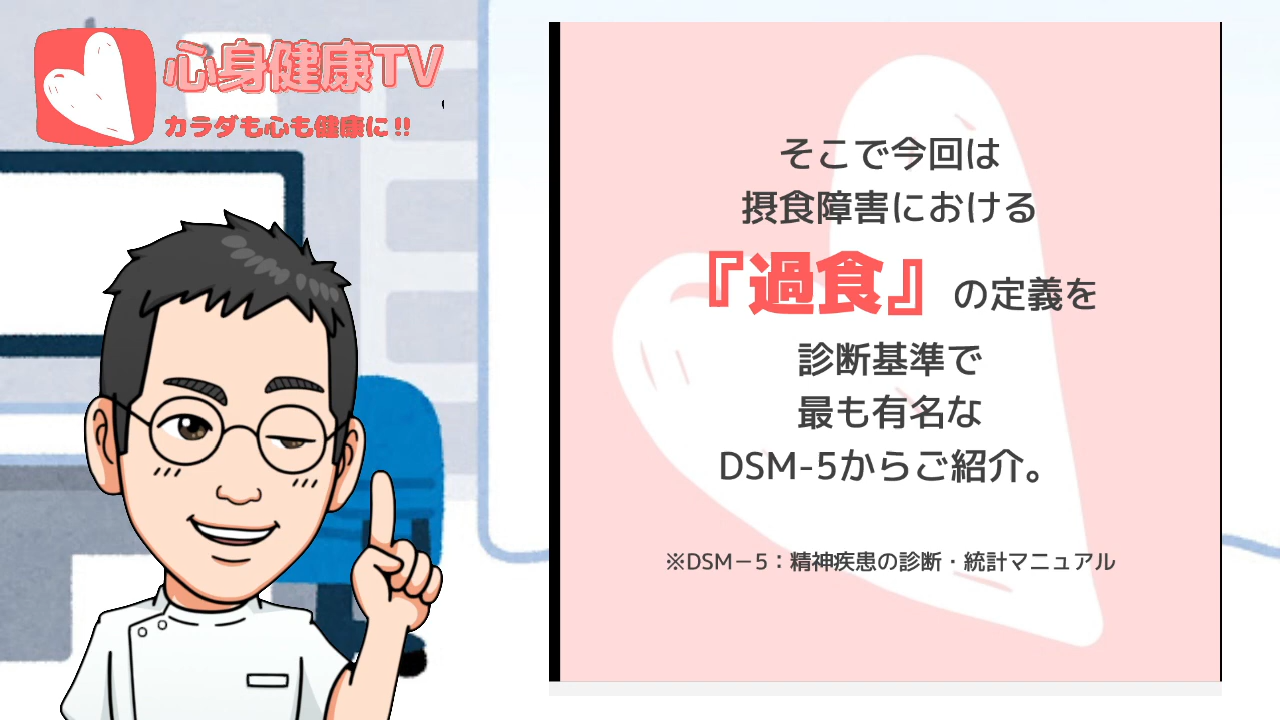 心身健康TV
カラダも心も健康に!!
そこで今回は
摂食障害における
『過食』の定義を
診断基準で
最も有名な
DSM-5からご紹介。
※DSM－5：精神疾患の診断・統計マニュアル